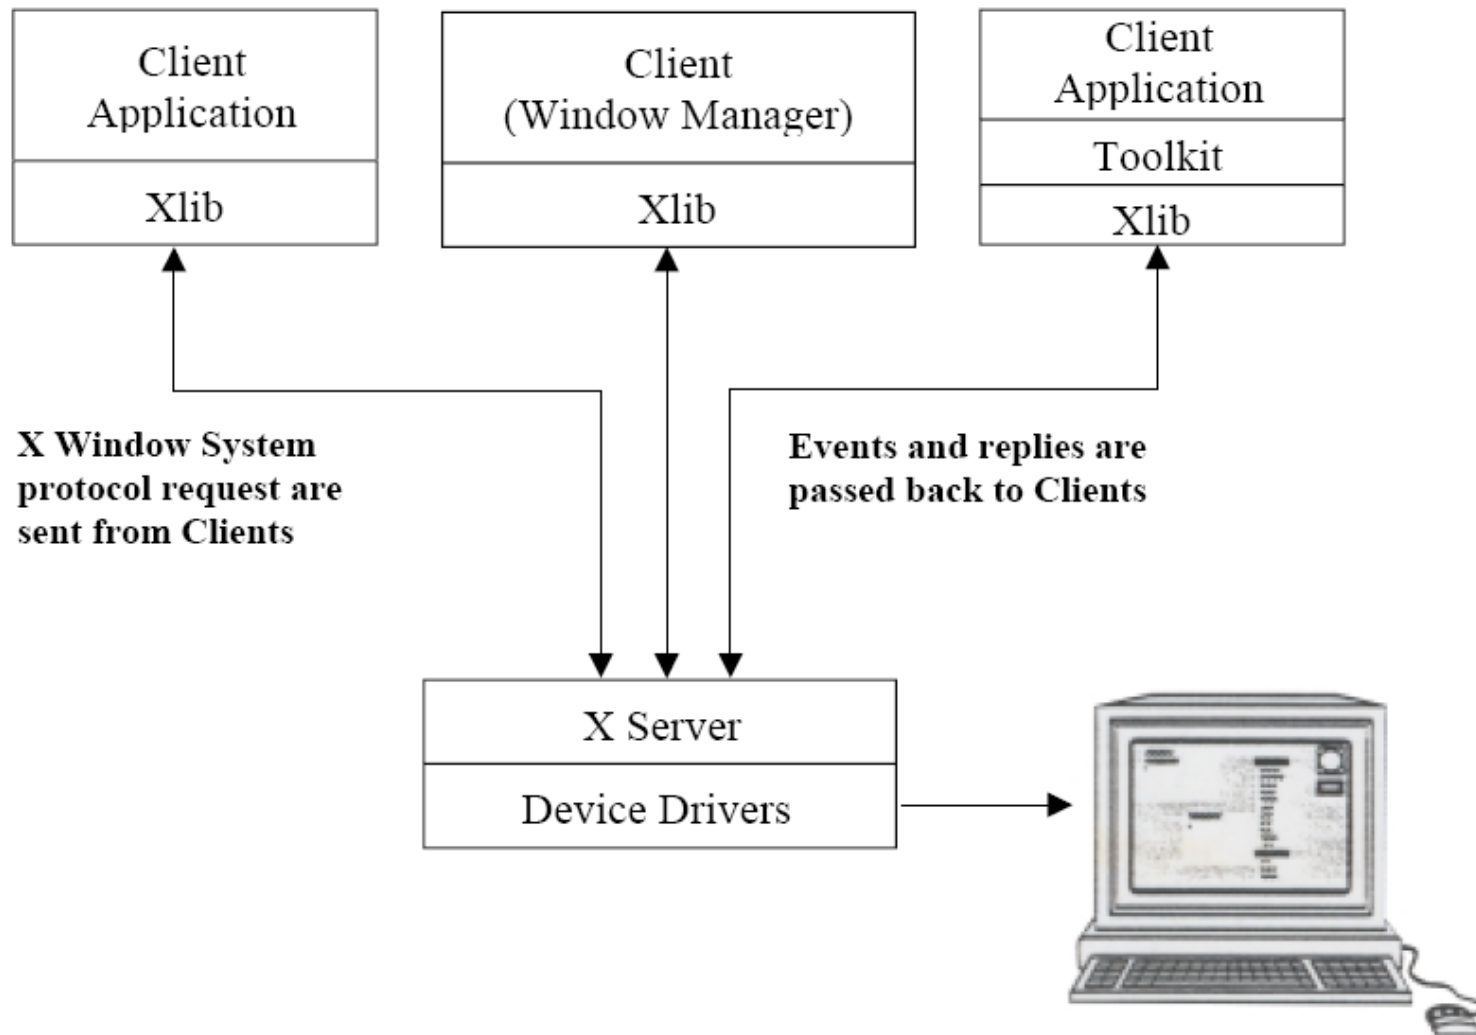 Client
Application
Xlib
Client
(Window Manager)
Xlib
Client
Application
Toolkit
Xlib
X Window System
protocol request are
sent from Clients
Events and replies are
passed back to Clients
X Server
Device Drivers